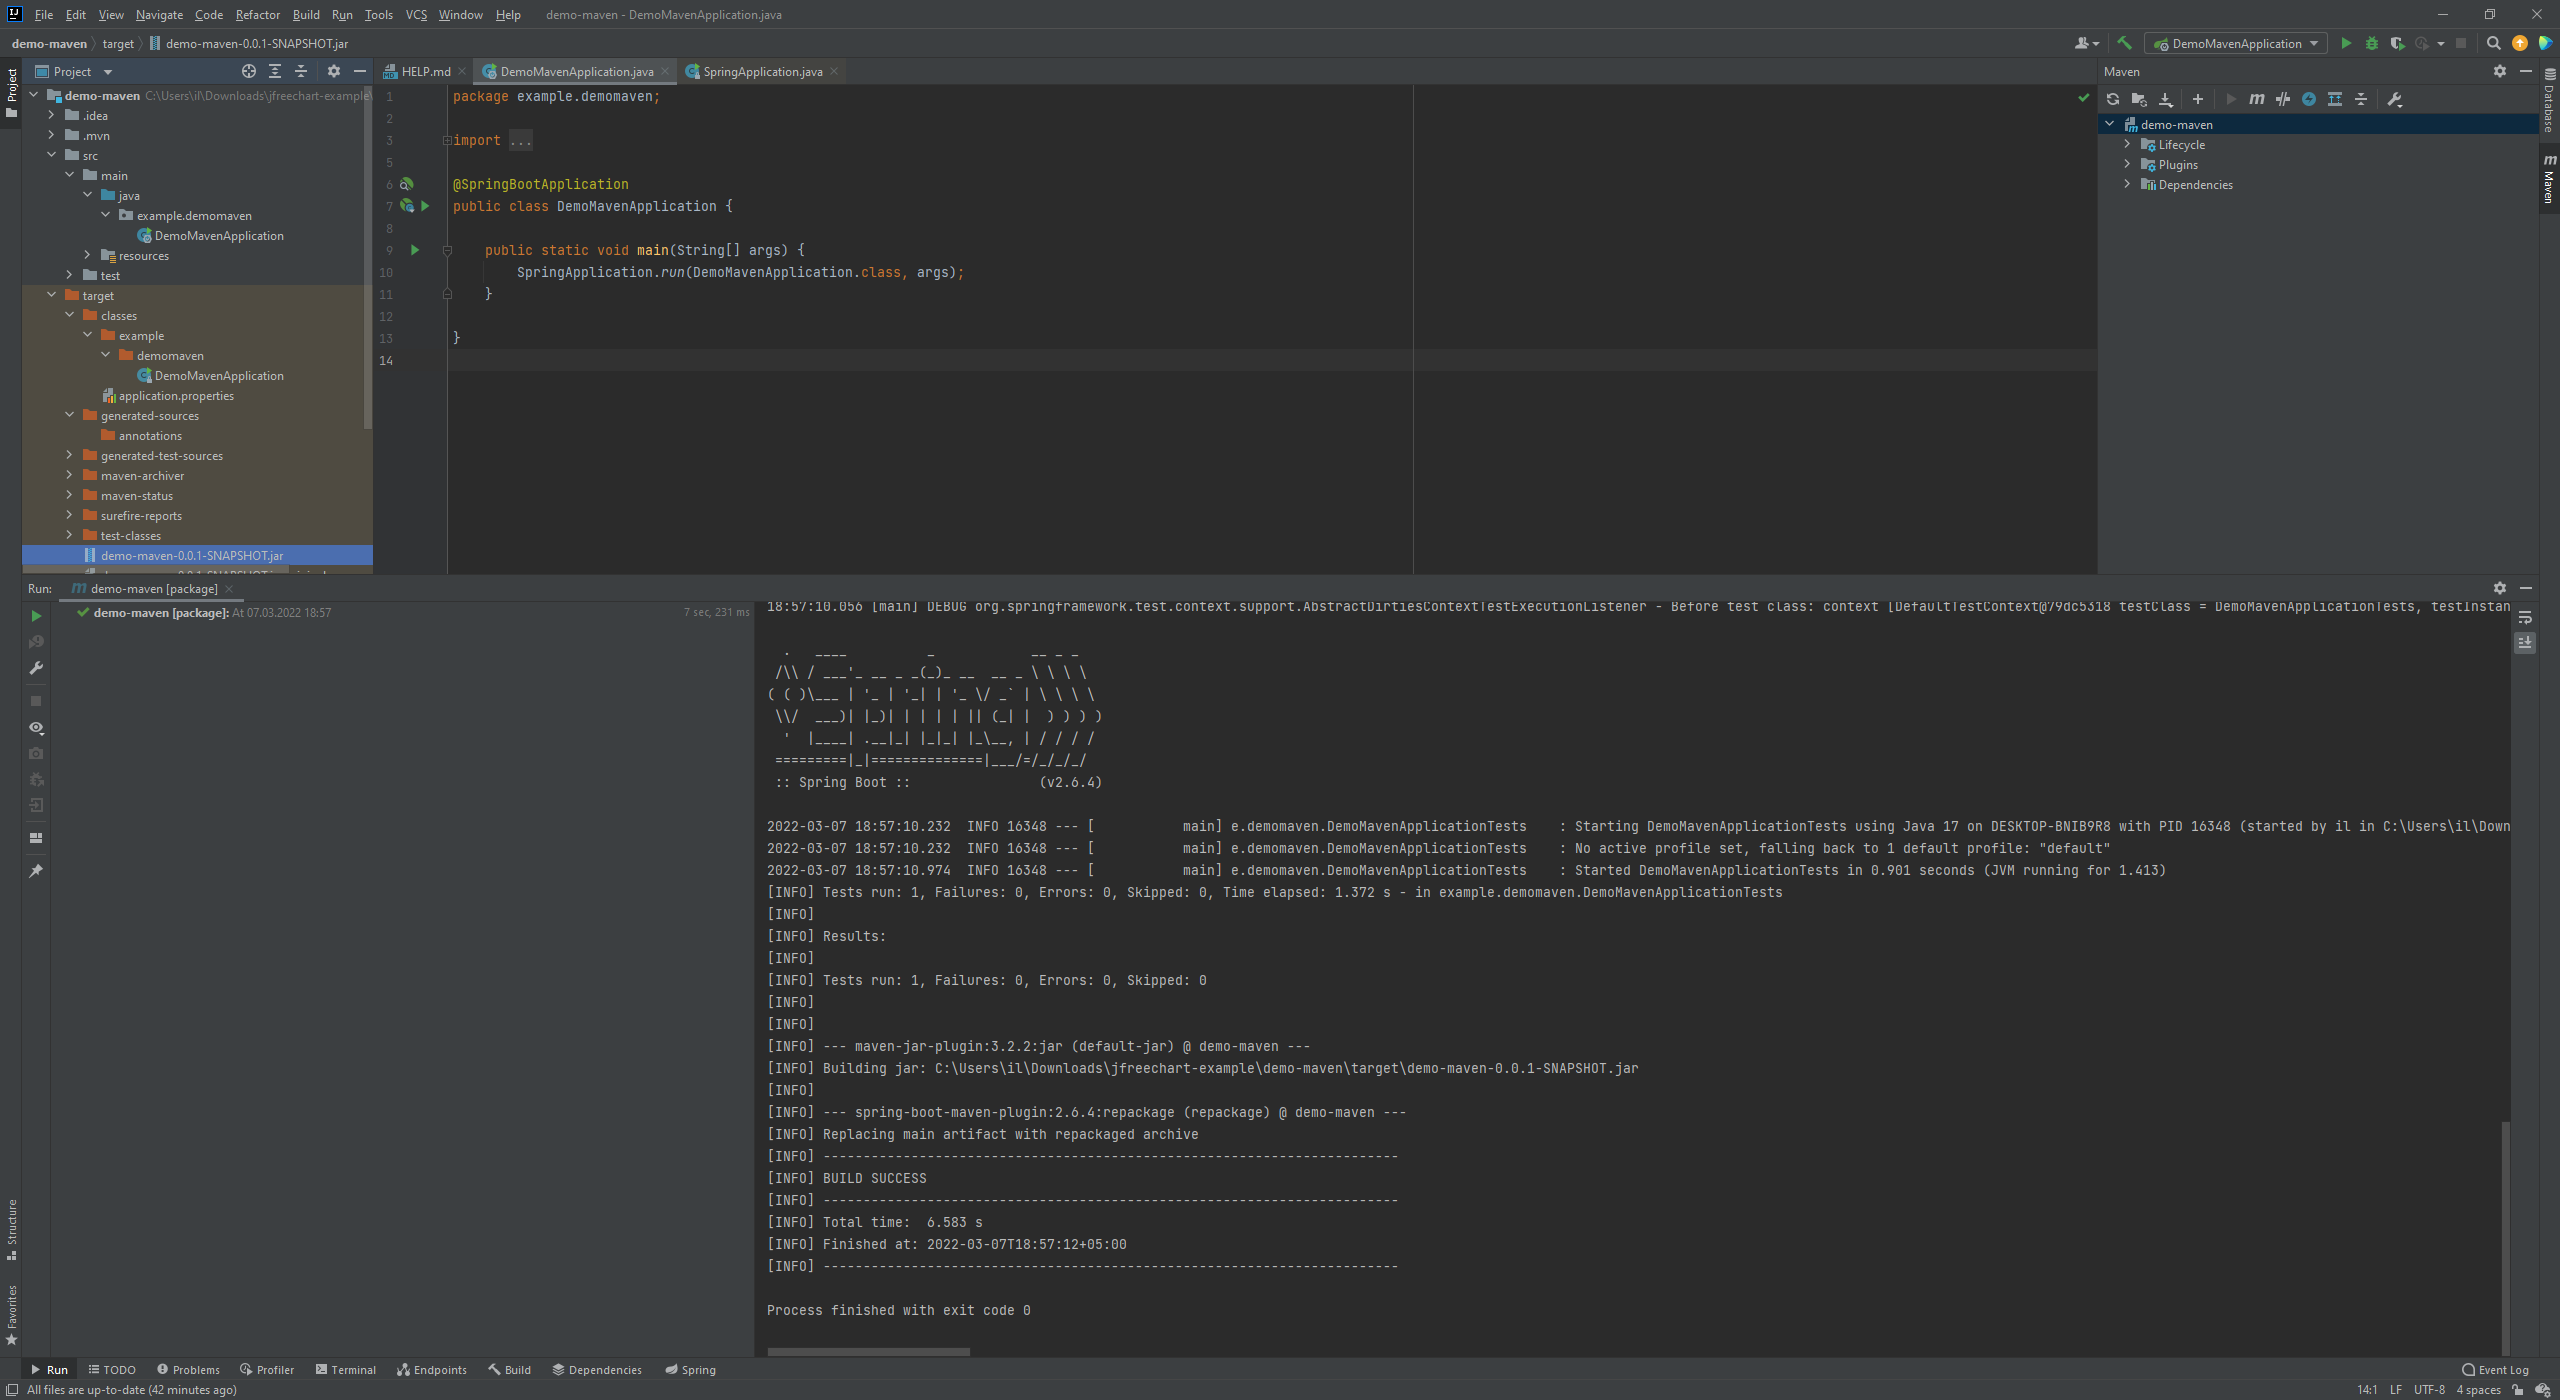 File Edit View Navigate Code Refactor Build Run Tools VCS Window Help demo-maven - DemoMavenApplication.java
demo-maven target demo-maven-0.0.1-SNAPSHOT.jar
DemoMavenApplication
Project
Project
demo-maven C:\Users\il\Downloads\jfreechart-example\
.idea
.mvn
src
main
java
example.demomaven
DemoMavenApplication
resources
test
target
classes
example
demomaven
DemoMavenApplication
application.properties
generated-sources
annotations
generated-test-sources
maven-archiver
maven-status
surefire-reports
test-classes
demo-maven-0.0.1-SNAPSHOT.jar
HELP.md DemoMavenApplication.java SpringApplication.java
1 package example.demomaven;
2
3 import ...
5
6 @SpringBootApplication
7 public class DemoMavenApplication {
8
9 public static void main(String[] args) {
10 SpringApplication.run(DemoMavenApplication.class, args);
11 }
12
13 }
14
Maven
demo-maven
Lifecycle
Plugins
Dependencies
Database
Maven
Run: demo-maven [package]
demo-maven [package]: At 07.03.2022 18:57 7 sec, 231 ms
18:57:10.056 [main] DEBUG org.springframework.test.context.support.AbstractDirtiesContextTestExecutionListener - Before test class: context [DefaultTestContext@79dc5318 testClass = DemoMavenApplicationTests, testInstan
  .   ____          _            __ _ _
 /\\ / ___'_ __ _ _(_)_ __  __ _ \ \ \ \
( ( )\___ | '_ | '_| | '_ \/ _` | \ \ \ \
 \\/  ___)| |_)| | | | | || (_| |  ) ) ) )
  '  |____| .__|_| |_|_| |_\__, | / / / /
 =========|_|==============|___/=/_/_/_/
 :: Spring Boot ::                (v2.6.4)
2022-03-07 18:57:10.232  INFO 16348 --- [           main] e.demomaven.DemoMavenApplicationTests    : Starting DemoMavenApplicationTests using Java 17 on DESKTOP-BNIB9R8 with PID 16348 (started by il in C:\Users\il\Down
2022-03-07 18:57:10.232  INFO 16348 --- [           main] e.demomaven.DemoMavenApplicationTests    : No active profile set, falling back to 1 default profile: "default"
2022-03-07 18:57:10.974  INFO 16348 --- [           main] e.demomaven.DemoMavenApplicationTests    : Started DemoMavenApplicationTests in 0.901 seconds (JVM running for 1.413)
[INFO] Tests run: 1, Failures: 0, Errors: 0, Skipped: 0, Time elapsed: 1.372 s - in example.demomaven.DemoMavenApplicationTests
[INFO]
[INFO] Results:
[INFO]
[INFO] Tests run: 1, Failures: 0, Errors: 0, Skipped: 0
[INFO]
[INFO]
[INFO] --- maven-jar-plugin:3.2.2:jar (default-jar) @ demo-maven ---
[INFO] Building jar: C:\Users\il\Downloads\jfreechart-example\demo-maven\target\demo-maven-0.0.1-SNAPSHOT.jar
[INFO]
[INFO] --- spring-boot-maven-plugin:2.6.4:repackage (repackage) @ demo-maven ---
[INFO] Replacing main artifact with repackaged archive
[INFO] ------------------------------------------------------------------------
[INFO] BUILD SUCCESS
[INFO] ------------------------------------------------------------------------
[INFO] Total time:  6.583 s
[INFO] Finished at: 2022-03-07T18:57:12+05:00
[INFO] ------------------------------------------------------------------------
Process finished with exit code 0
Structure
Favorites
Run TODO Problems Profiler Terminal Endpoints Build Dependencies Spring Event Log
All files are up-to-date (42 minutes ago) 14:1 LF UTF-8 4 spaces